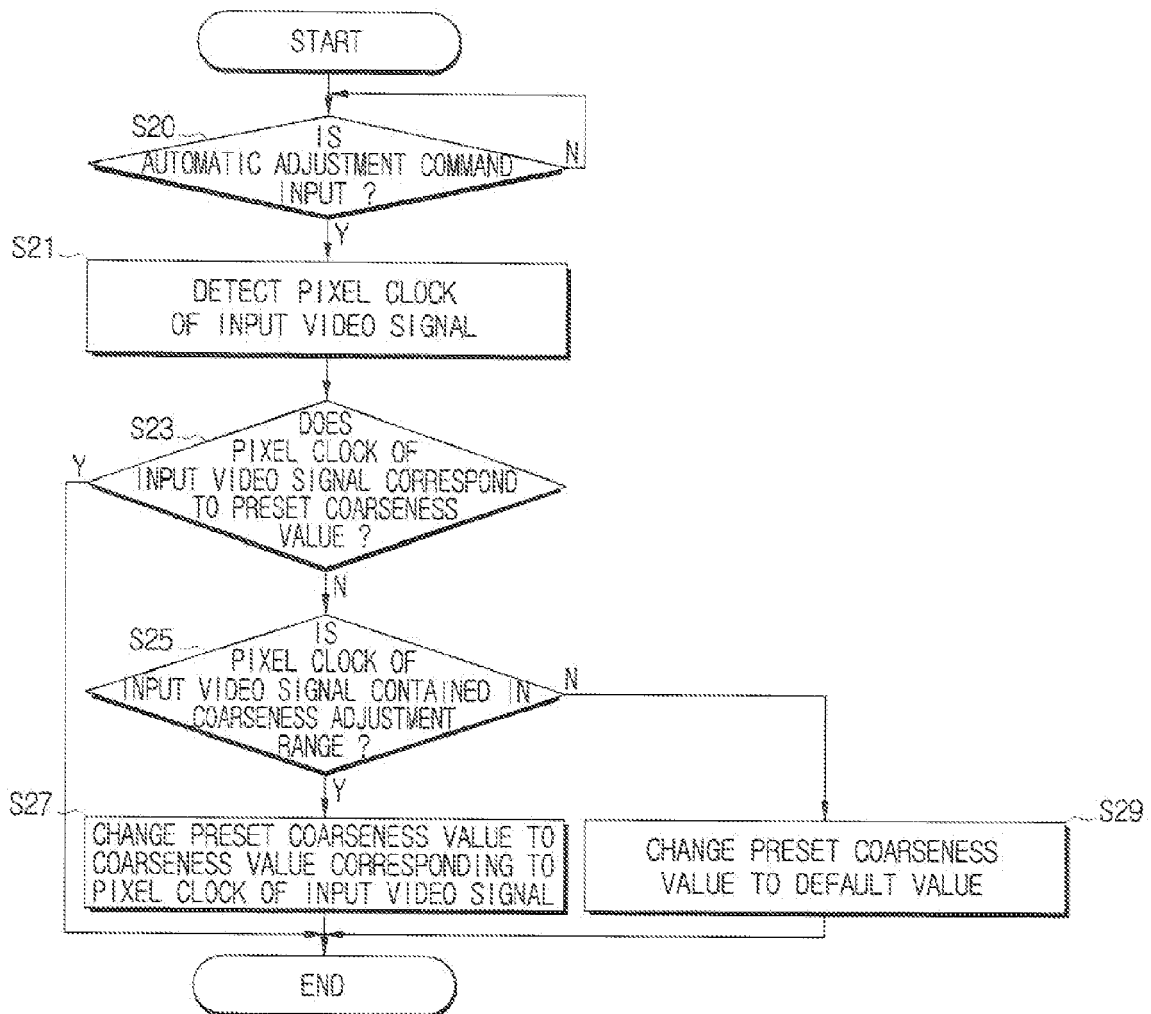 START
S20
IS
AUTOMATIC ADJUSTMENT COMMAND
INPUT ?
N
Y
S21
DETECT PIXEL CLOCK
OF INPUT VIDEO SIGNAL
S23
DOES
PIXEL CLOCK OF
INPUT VIDEO SIGNAL CORRESPOND
TO PRESET COARSENESS
VALUE ?
Y
N
S25
IS
PIXEL CLOCK OF
INPUT VIDEO SIGNAL CONTAINED IN
COARSENESS ADJUSTMENT
RANGE ?
N
Y
S27
CHANGE PRESET COARSENESS VALUE TO
COARSENESS VALUE CORRESPONDING TO
PIXEL CLOCK OF INPUT VIDEO SIGNAL
S29
CHANGE PRESET COARSENESS
VALUE TO DEFAULT VALUE
END